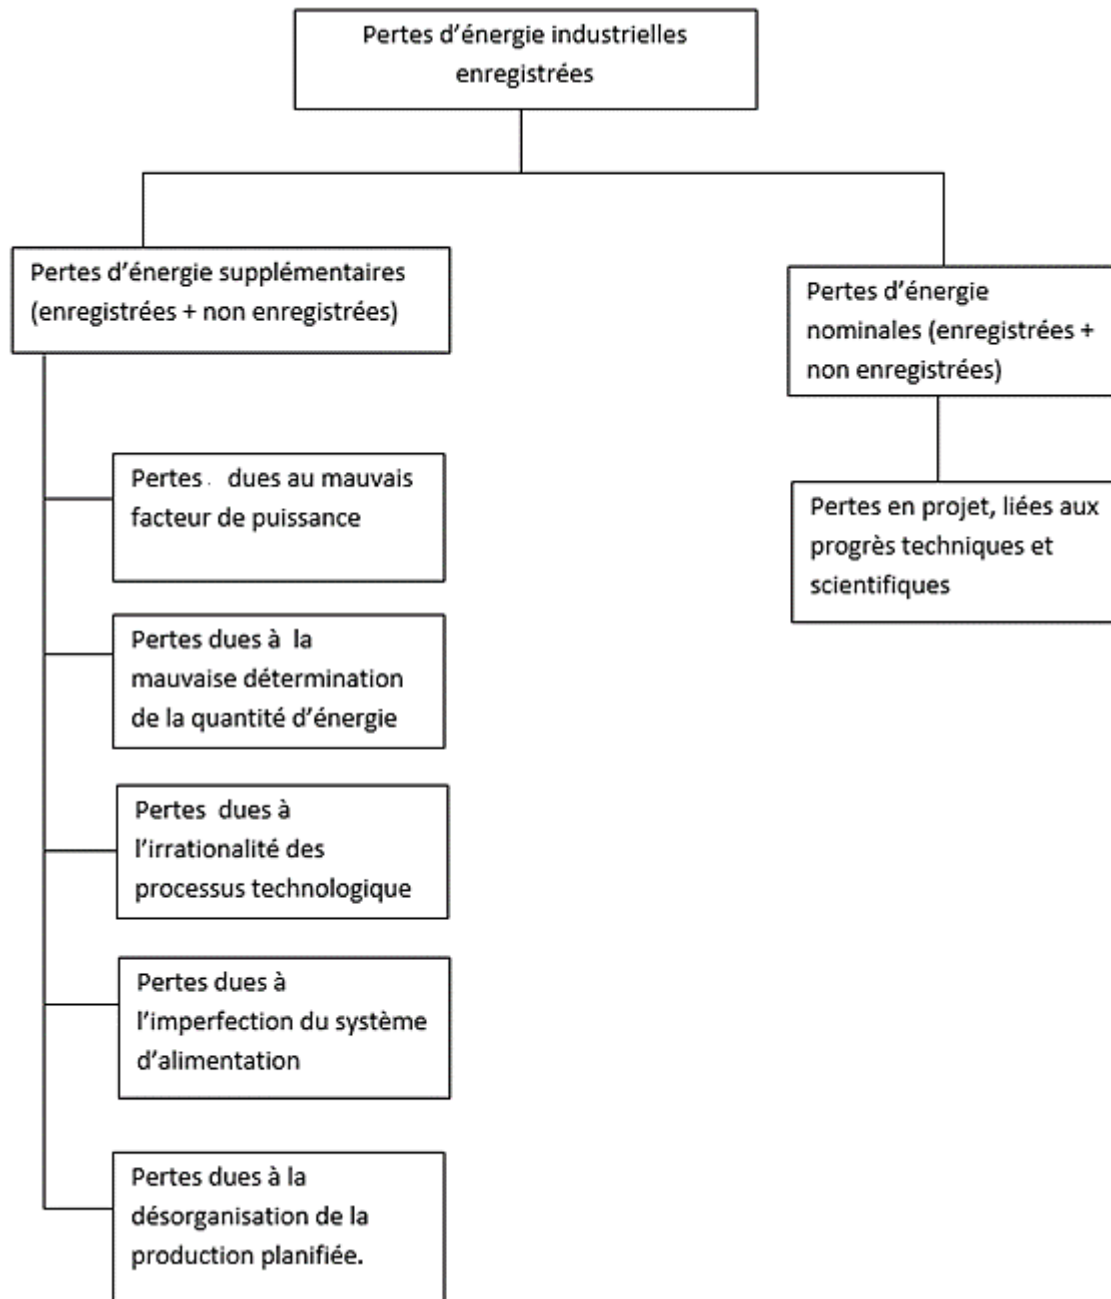 Pertes d’énergie industrielles
enregistrées
Pertes d’énergie supplémentaires
(enregistrées + non enregistrées)
Pertes d’énergie
nominales (enregistrées +
non enregistrées)
Pertes dues au mauvais
facteur de puissance
Pertes en projet, liées aux
progrès techniques et
scientifiques
Pertes dues à la
mauvaise détermination
de la quantité d’énergie
Pertes dues à
l’irrationalité des
processus technologique
Pertes dues à
l’imperfection du système
d’alimentation
Pertes dues à la
désorganisation de la
production planifiée.